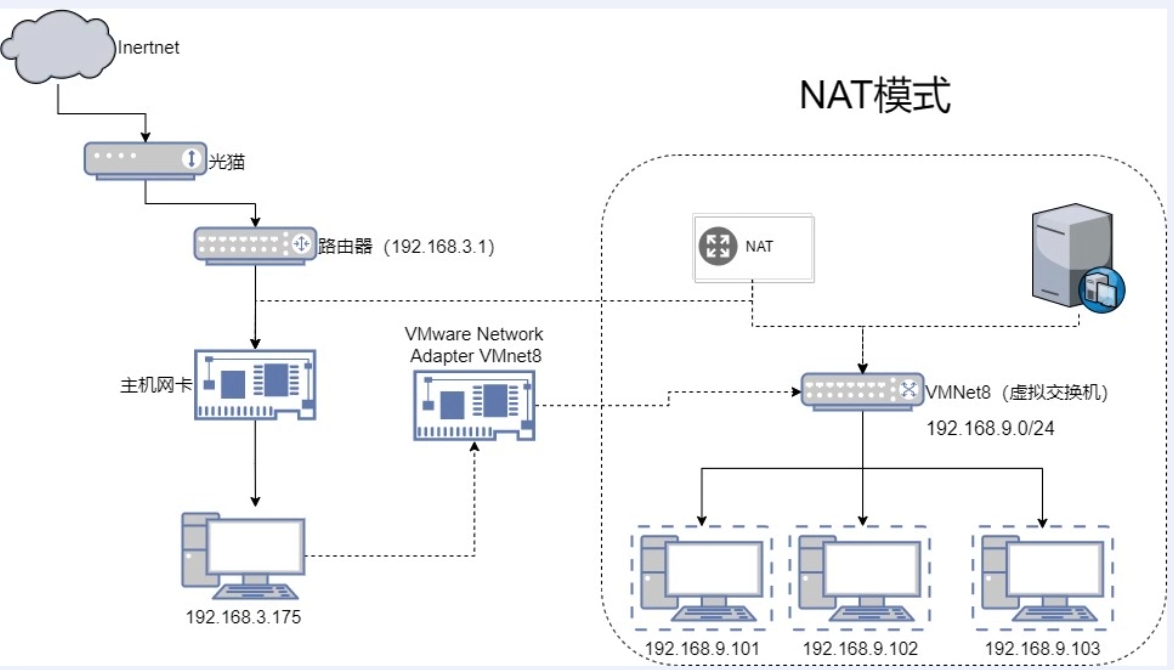 Inertnet
NAT模式
光猫
路由器（192.168.3.1）
NAT
VMware Network
Adapter VMnet8
主机网卡
VMNet8（虚拟交换机）
192.168.9.0/24
192.168.3.175
192.168.9.101
192.168.9.102
192.168.9.103